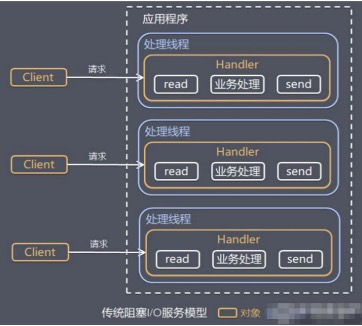 应用程序
处理线程
Handler
Client
请求
read
业务处理
send
处理线程
Handler
Client
请求
read
业务处理
send
处理线程
Handler
Client
请求
read
业务处理
send
传统阻塞I/O服务模型
对象